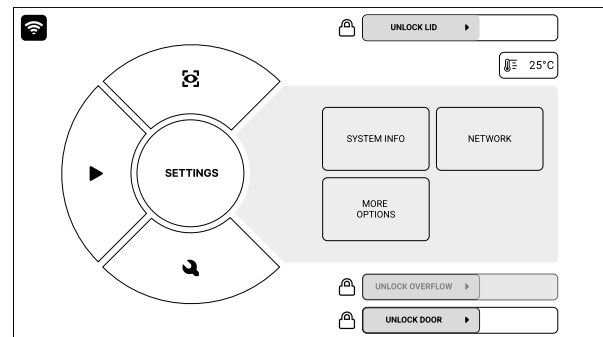 UNLOCK LID
25°C
SYSTEM INFO
NETWORK
SETTINGS
MORE
OPTIONS
UNLOCK OVERFLOW
UNLOCK DOOR